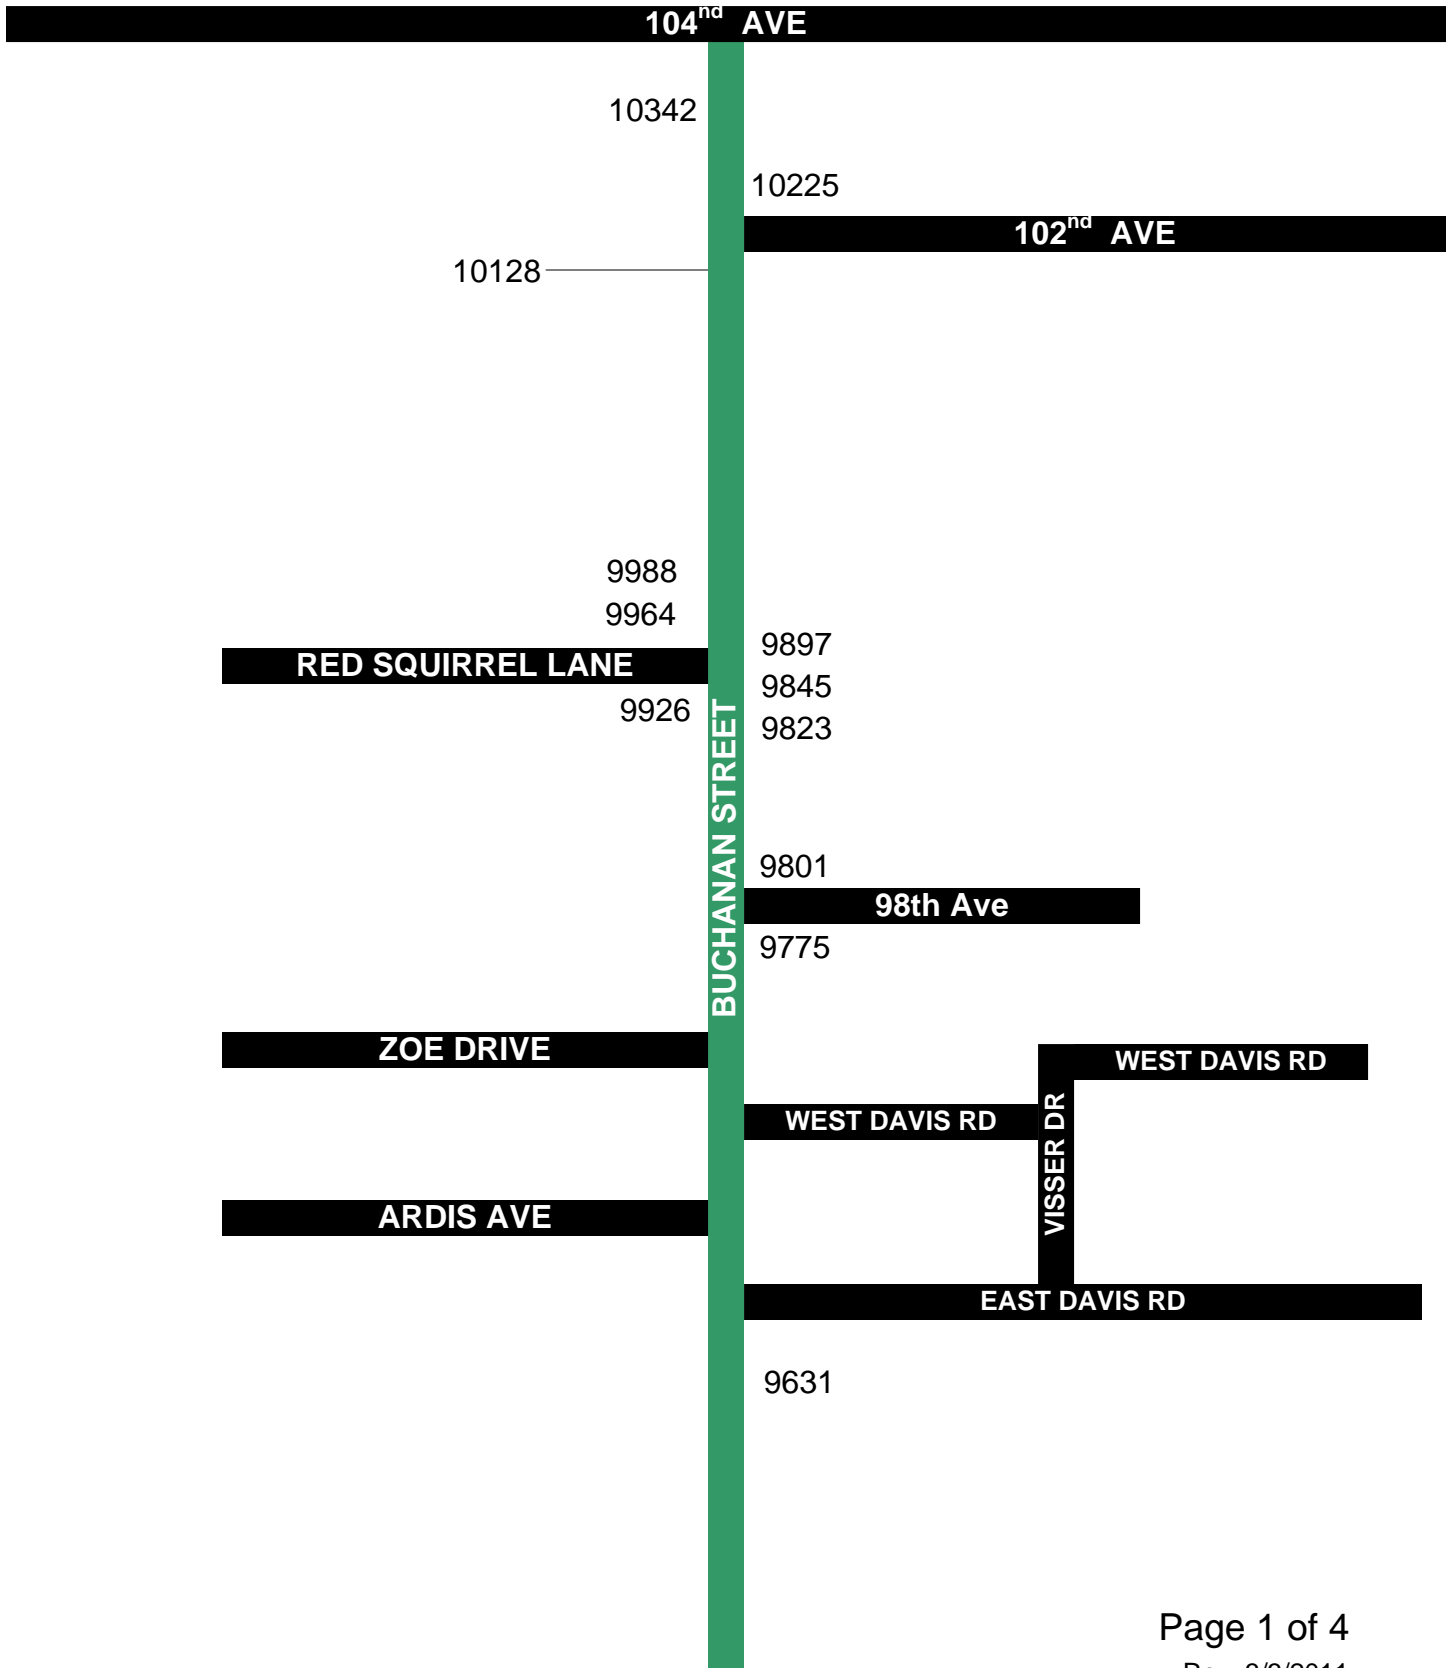 104nd AVE
10342
10225
102nd AVE
10128
9988
9964
9897
RED SQUIRREL LANE
9845
9926
9823
BUCHANAN STREET
9801
98th Ave
9775
ZOE DRIVE
WEST DAVIS RD
WEST DAVIS RD
VISSER DR
ARDIS AVE
EAST DAVIS RD
9631
Page 1 of 4